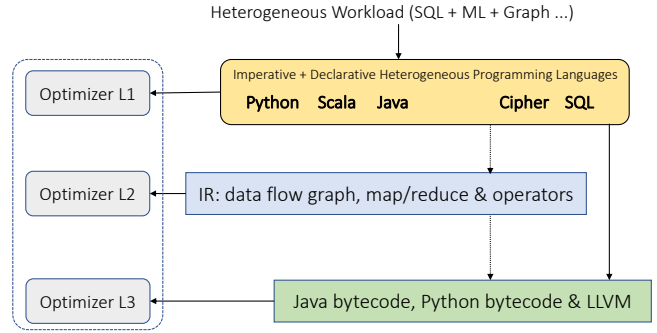 Heterogeneous Workload (SQL + ML + Graph ...)
Imperative + Declarative Heterogeneous Programming Languages
Python Scala Java Cipher SQL
Optimizer L1
Optimizer L2
IR: data flow graph, map/reduce & operators
Optimizer L3
Java bytecode, Python bytecode & LLVM